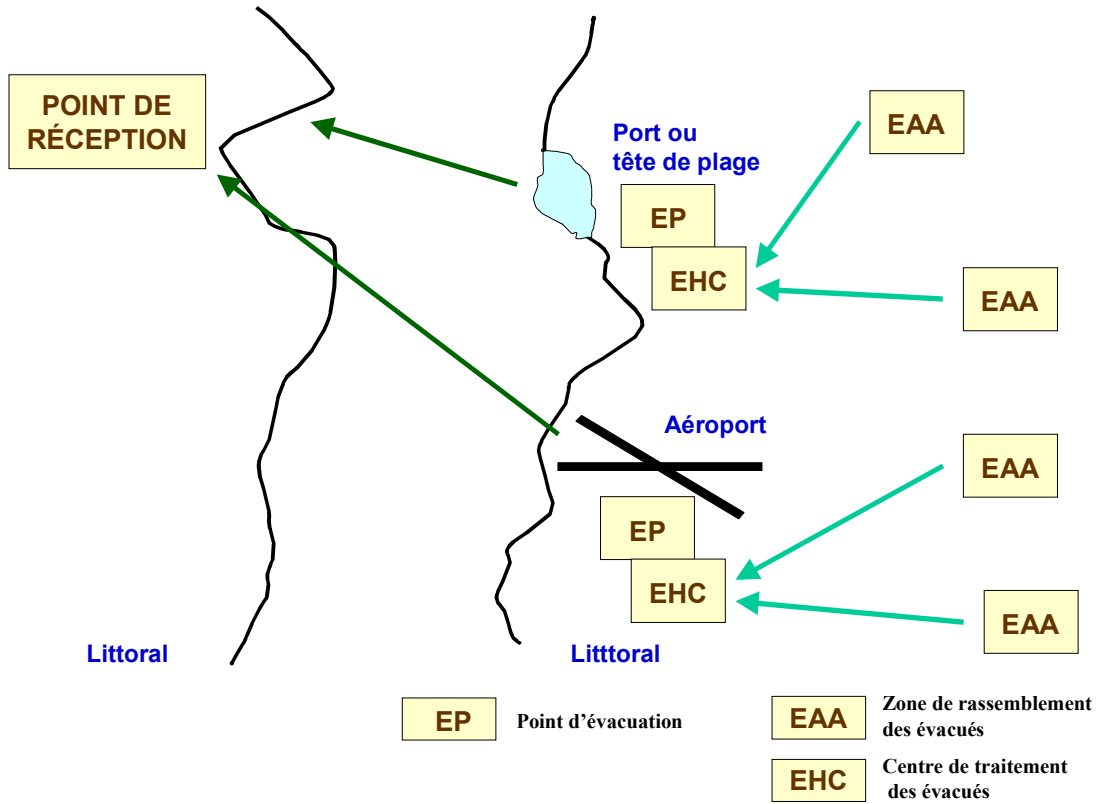 POINT DE
RÉCEPTION
Port ou
tête de plage
EAA
EP
EHC
EAA
Aéroport
EAA
EP
EHC
EAA
Littoral
Litttoral
EP
Point d'évacuation
EAA
Zone de rassemblement
des évacués
EHC
Centre de traitement
des évacués